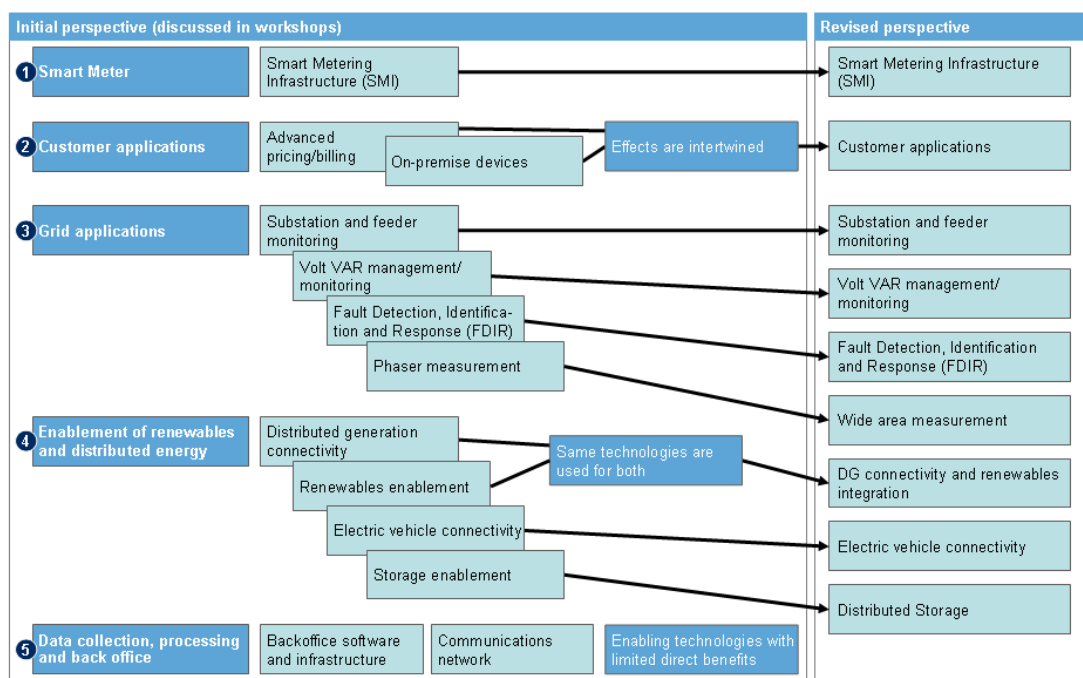 Initial perspective (discussed in workshops)
Revised perspective
1
Smart Meter
Smart Metering
Infrastructure (SMI)
Smart Metering Infrastructure
(SMI)
2
Customer applications
Advanced
pricing/billing
On-premise devices
Effects are intertwined
Customer applications
3
Grid applications
Substation and feeder
monitoring
Substation and feeder
monitoring
Volt VAR management/
monitoring
Volt VAR management/
monitoring
Fault Detection, Identifica-
tion and Response (FDIR)
Fault Detection, Identification
and Response (FDIR)
Phaser measurement
Wide area measurement
4
Enablement of renewables
and distributed energy
Distributed generation
connectivity
Renewables enablement
Same technologies are
used for both
DG connectivity and renewables
integration
Electric vehicle connectivity
Electric vehicle connectivity
Storage enablement
Distributed Storage
5
Data collection, processing
and back office
Backoffice software
and infrastructure
Communications
network
Enabling technologies with
limited direct benefits